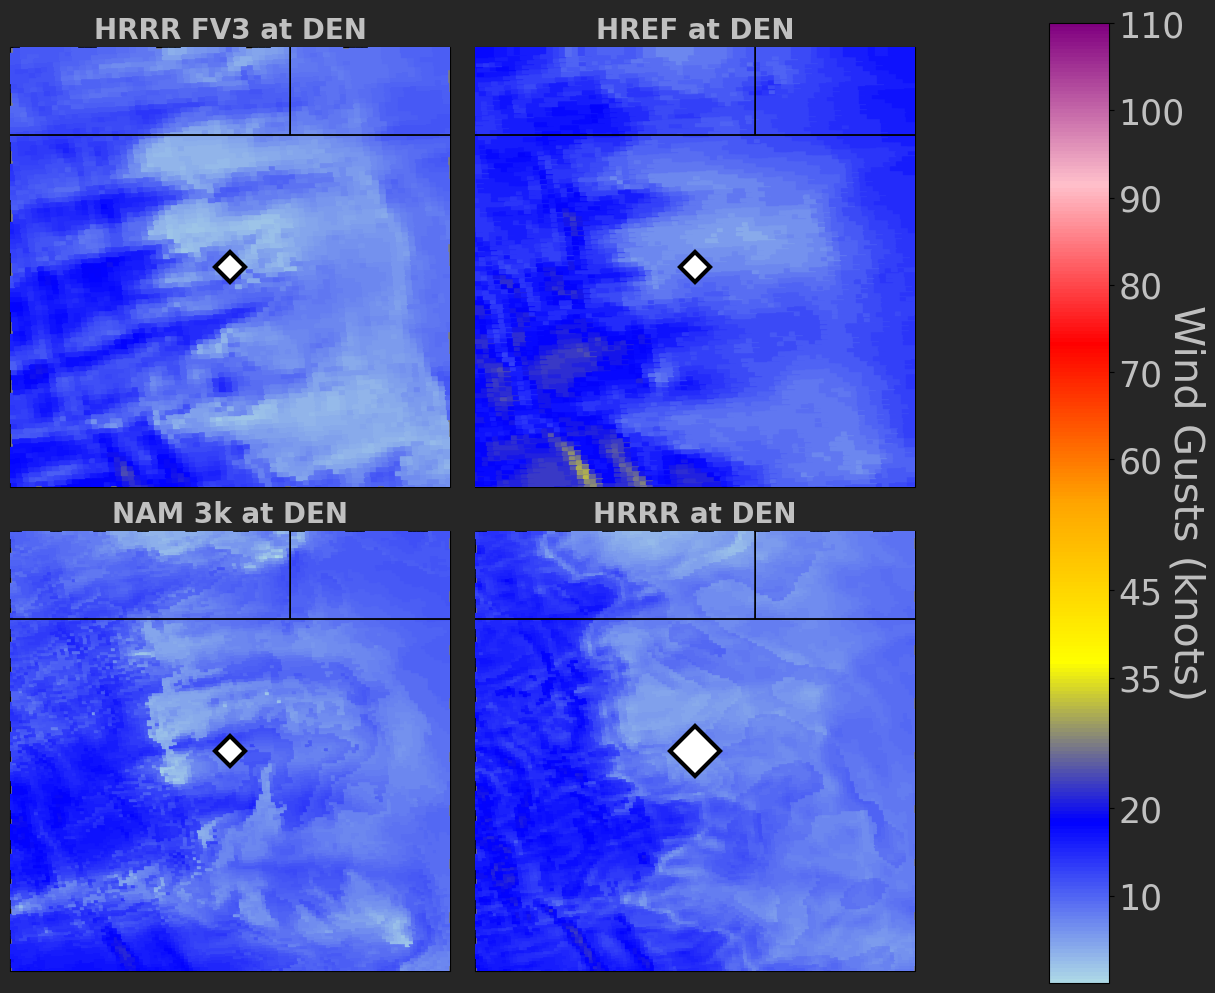 HRRR FV3 at DEN
HREF at DEN
NAM 3k at DEN
HRRR at DEN
110
100
90
80
70
60
45
35
20
10
Wind Gusts (knots)